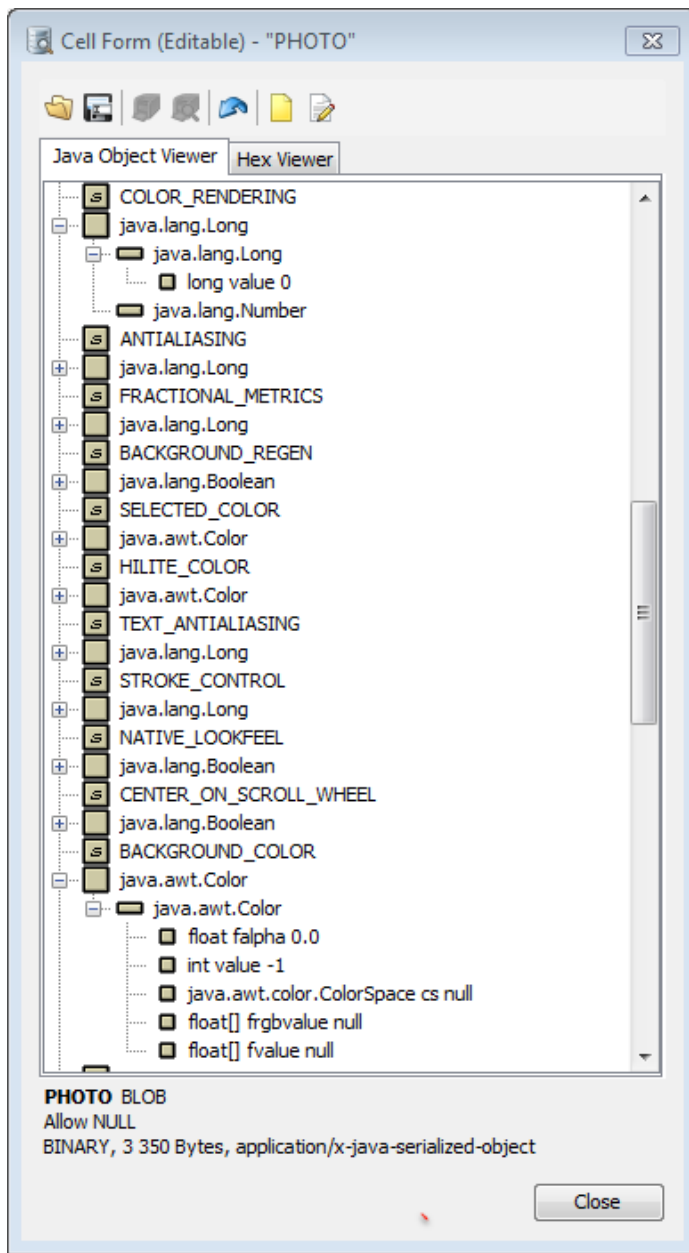 Cell Form (Editable) - "PHOTO"
Java Object Viewer
Hex Viewer
s COLOR_RENDERING
java.lang.Long
java.lang.Long
long value 0
java.lang.Number
s ANTIALIASING
java.lang.Long
s FRACTIONAL_METRICS
java.lang.Long
s BACKGROUND_REGEN
java.lang.Boolean
s SELECTED_COLOR
java.awt.Color
s HILITE_COLOR
java.awt.Color
s TEXT_ANTIALIASING
java.lang.Long
s STROKE_CONTROL
java.lang.Long
s NATIVE_LOOKFEEL
java.lang.Boolean
s CENTER_ON_SCROLL_WHEEL
java.lang.Boolean
s BACKGROUND_COLOR
java.awt.Color
java.awt.Color
float falpha 0.0
int value -1
java.awt.color.ColorSpace cs null
float[] frgbvalue null
float[] fvalue null
PHOTO BLOB
Allow NULL
BINARY, 3 350 Bytes, application/x-java-serialized-object
Close